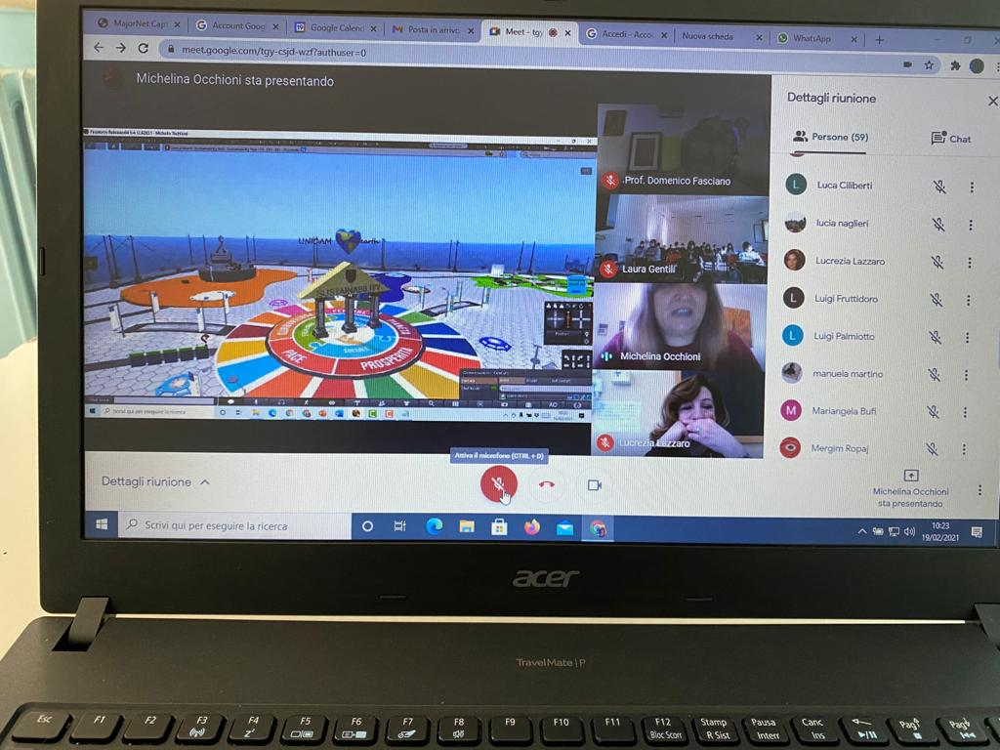 MajorNet Capt
Account Goog
Google Calend
Posta in arrivo
Meet - tgy
Accedi - Accou
Nuova scheda
WhatsApp
meet.google.com/tgy-csjd-wzf?authuser=0
Michelina Occhioni sta presentando
Dettagli riunione
Persone (59)
Chat
Luca Ciliberti
lucia naglieri
Lucrezia Lazzaro
Luigi Fruttidoro
Luigi Palmiotto
manuela martino
Mariangela Bufi
Mergim Ropaj
Prof. Domenico Fasciano
Laura Gentili
Michelina Occhioni
Lucrezia Lazzaro
UNICAM earth
SUSTAINABILITY
PACE
PROSPERITÀ
PIANETA
Scrivi qui per eseguire la ricerca
Attiva il microfono (CTRL + D)
Dettagli riunione
Michelina Occhioni
sta presentando
Scrivi qui per eseguire la ricerca
10:23
19/02/2021
acer
TravelMate | P
Esc
F1
F2
F3
F4
F5
F6
F7
F8
F9
F10
F11
F12
Bloc Scorr
Stamp
R Sist
Pausa
Interr
Canc
Ins
Pag
Pag